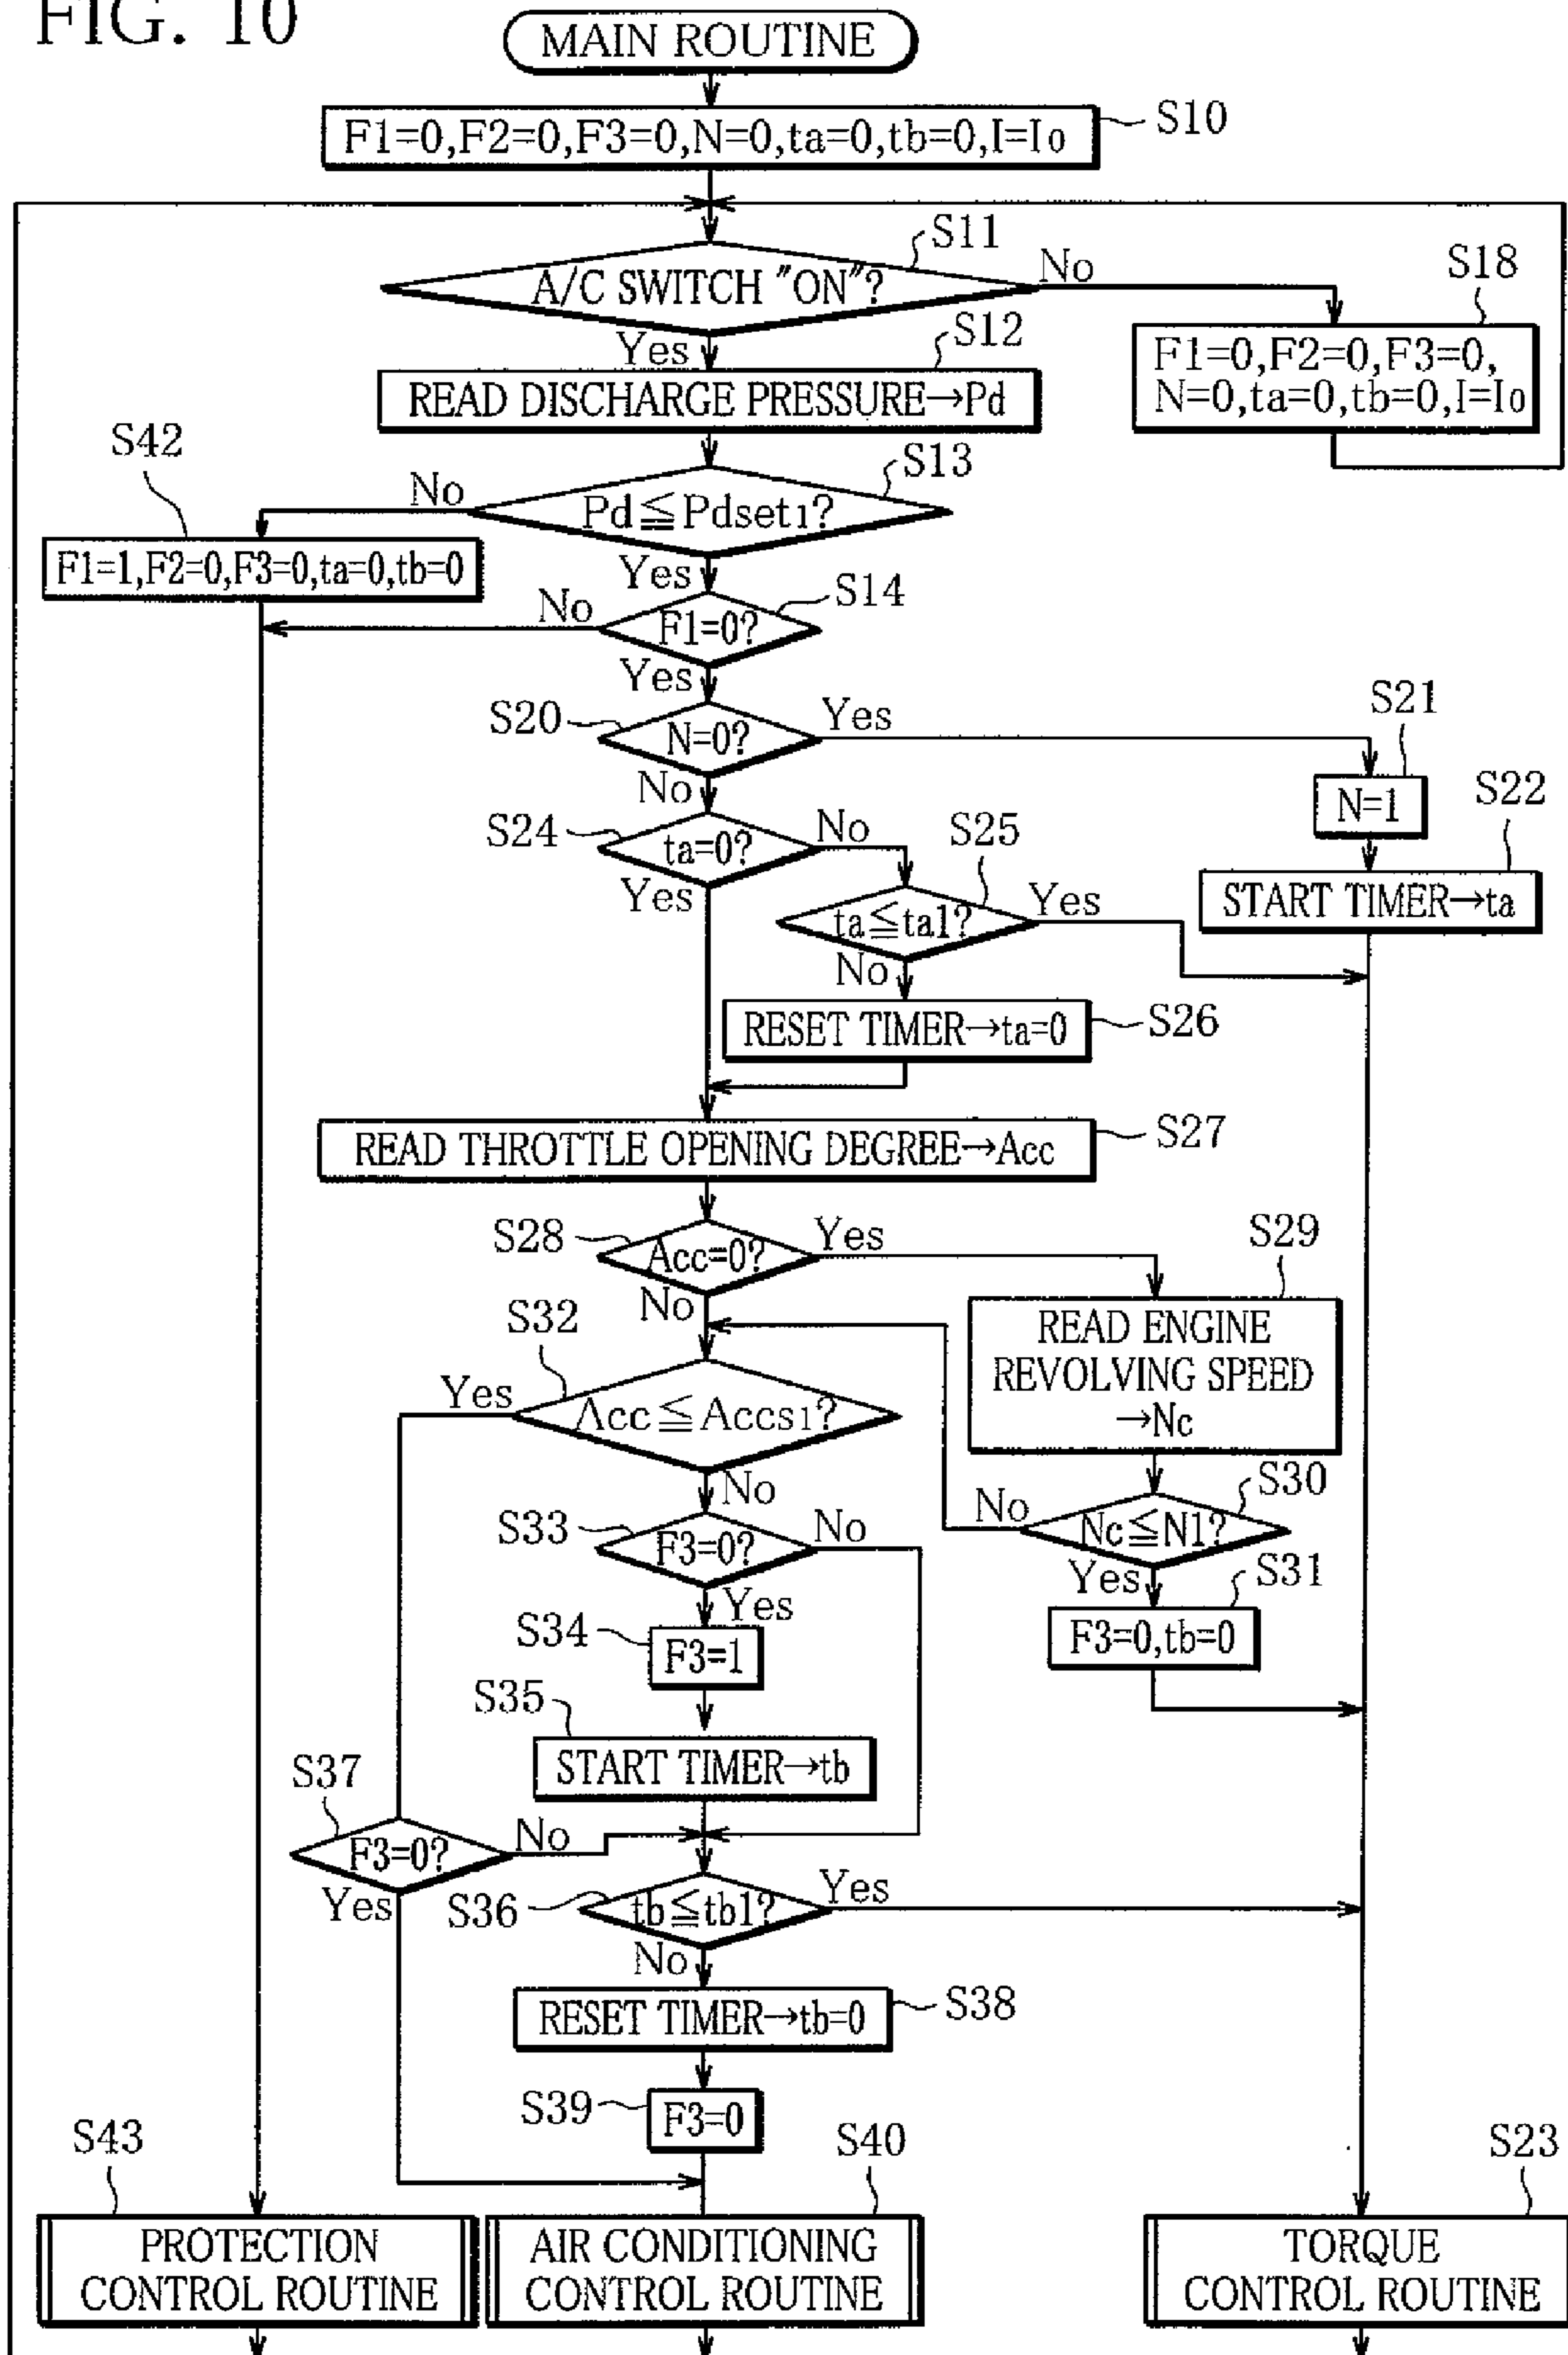 FIG. 10
MAIN ROUTINE
F1=0,F2=0,F3=0,N=0,ta=0,tb=0,I=I0
S10
S11
A/C SWITCH "ON"?
No
Yes
S18
F1=0,F2=0,F3=0,
N=0,ta=0,tb=0,I=I0
S12
READ DISCHARGE PRESSURE→Pd
S42
S13
No
Pd≦Pdset1?
Yes
F1=1,F2=0,F3=0,ta=0,tb=0
S14
No
F1=0?
Yes
S20
N=0?
Yes
No
S21
N=1
S22
START TIMER→ta
S24
ta=0?
No
Yes
S25
ta≦ta1?
Yes
No
RESET TIMER→ta=0
S26
READ THROTTLE OPENING DEGREE→Acc
S27
S28
Acc=0?
Yes
No
S29
READ ENGINE
REVOLVING SPEED
→Nc
S32
Yes
Acc≦Accs1?
No
S30
No
Nc≦N1?
Yes
S31
F3=0,tb=0
S33
F3=0?
No
Yes
S34
F3=1
S35
START TIMER→tb
S37
F3=0?
No
Yes
S36
tb≦tb1?
Yes
No
RESET TIMER→tb=0
S38
S39
F3=0
S43
S40
S23
PROTECTION
CONTROL ROUTINE
AIR CONDITIONING
CONTROL ROUTINE
TORQUE
CONTROL ROUTINE